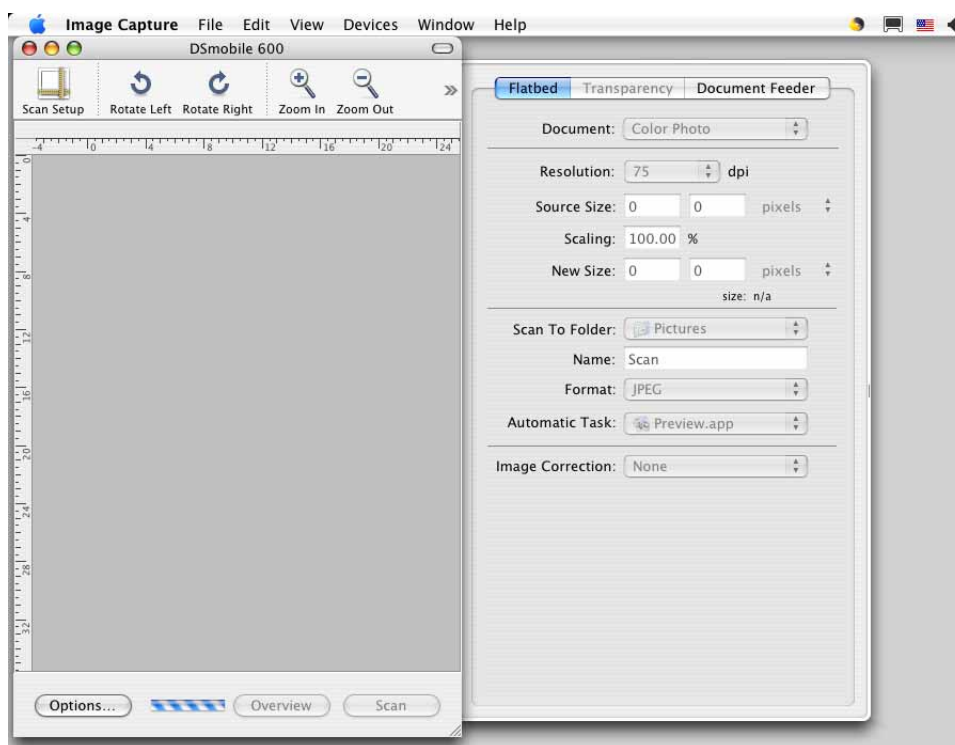 Image Capture File Edit View Devices Window Help
DSmobile 600
Scan Setup Rotate Left Rotate Right Zoom In Zoom Out »
-4 0 4 8 12 16 20 24
0
4
8
12
16
20
24
28
32
Options... Overview Scan
Flatbed Transparency Document Feeder
Document: Color Photo
Resolution: 75 dpi
Source Size: 0 0 pixels
Scaling: 100.00 %
New Size: 0 0 pixels
size: n/a
Scan To Folder: Pictures
Name: Scan
Format: JPEG
Automatic Task: Preview.app
Image Correction: None